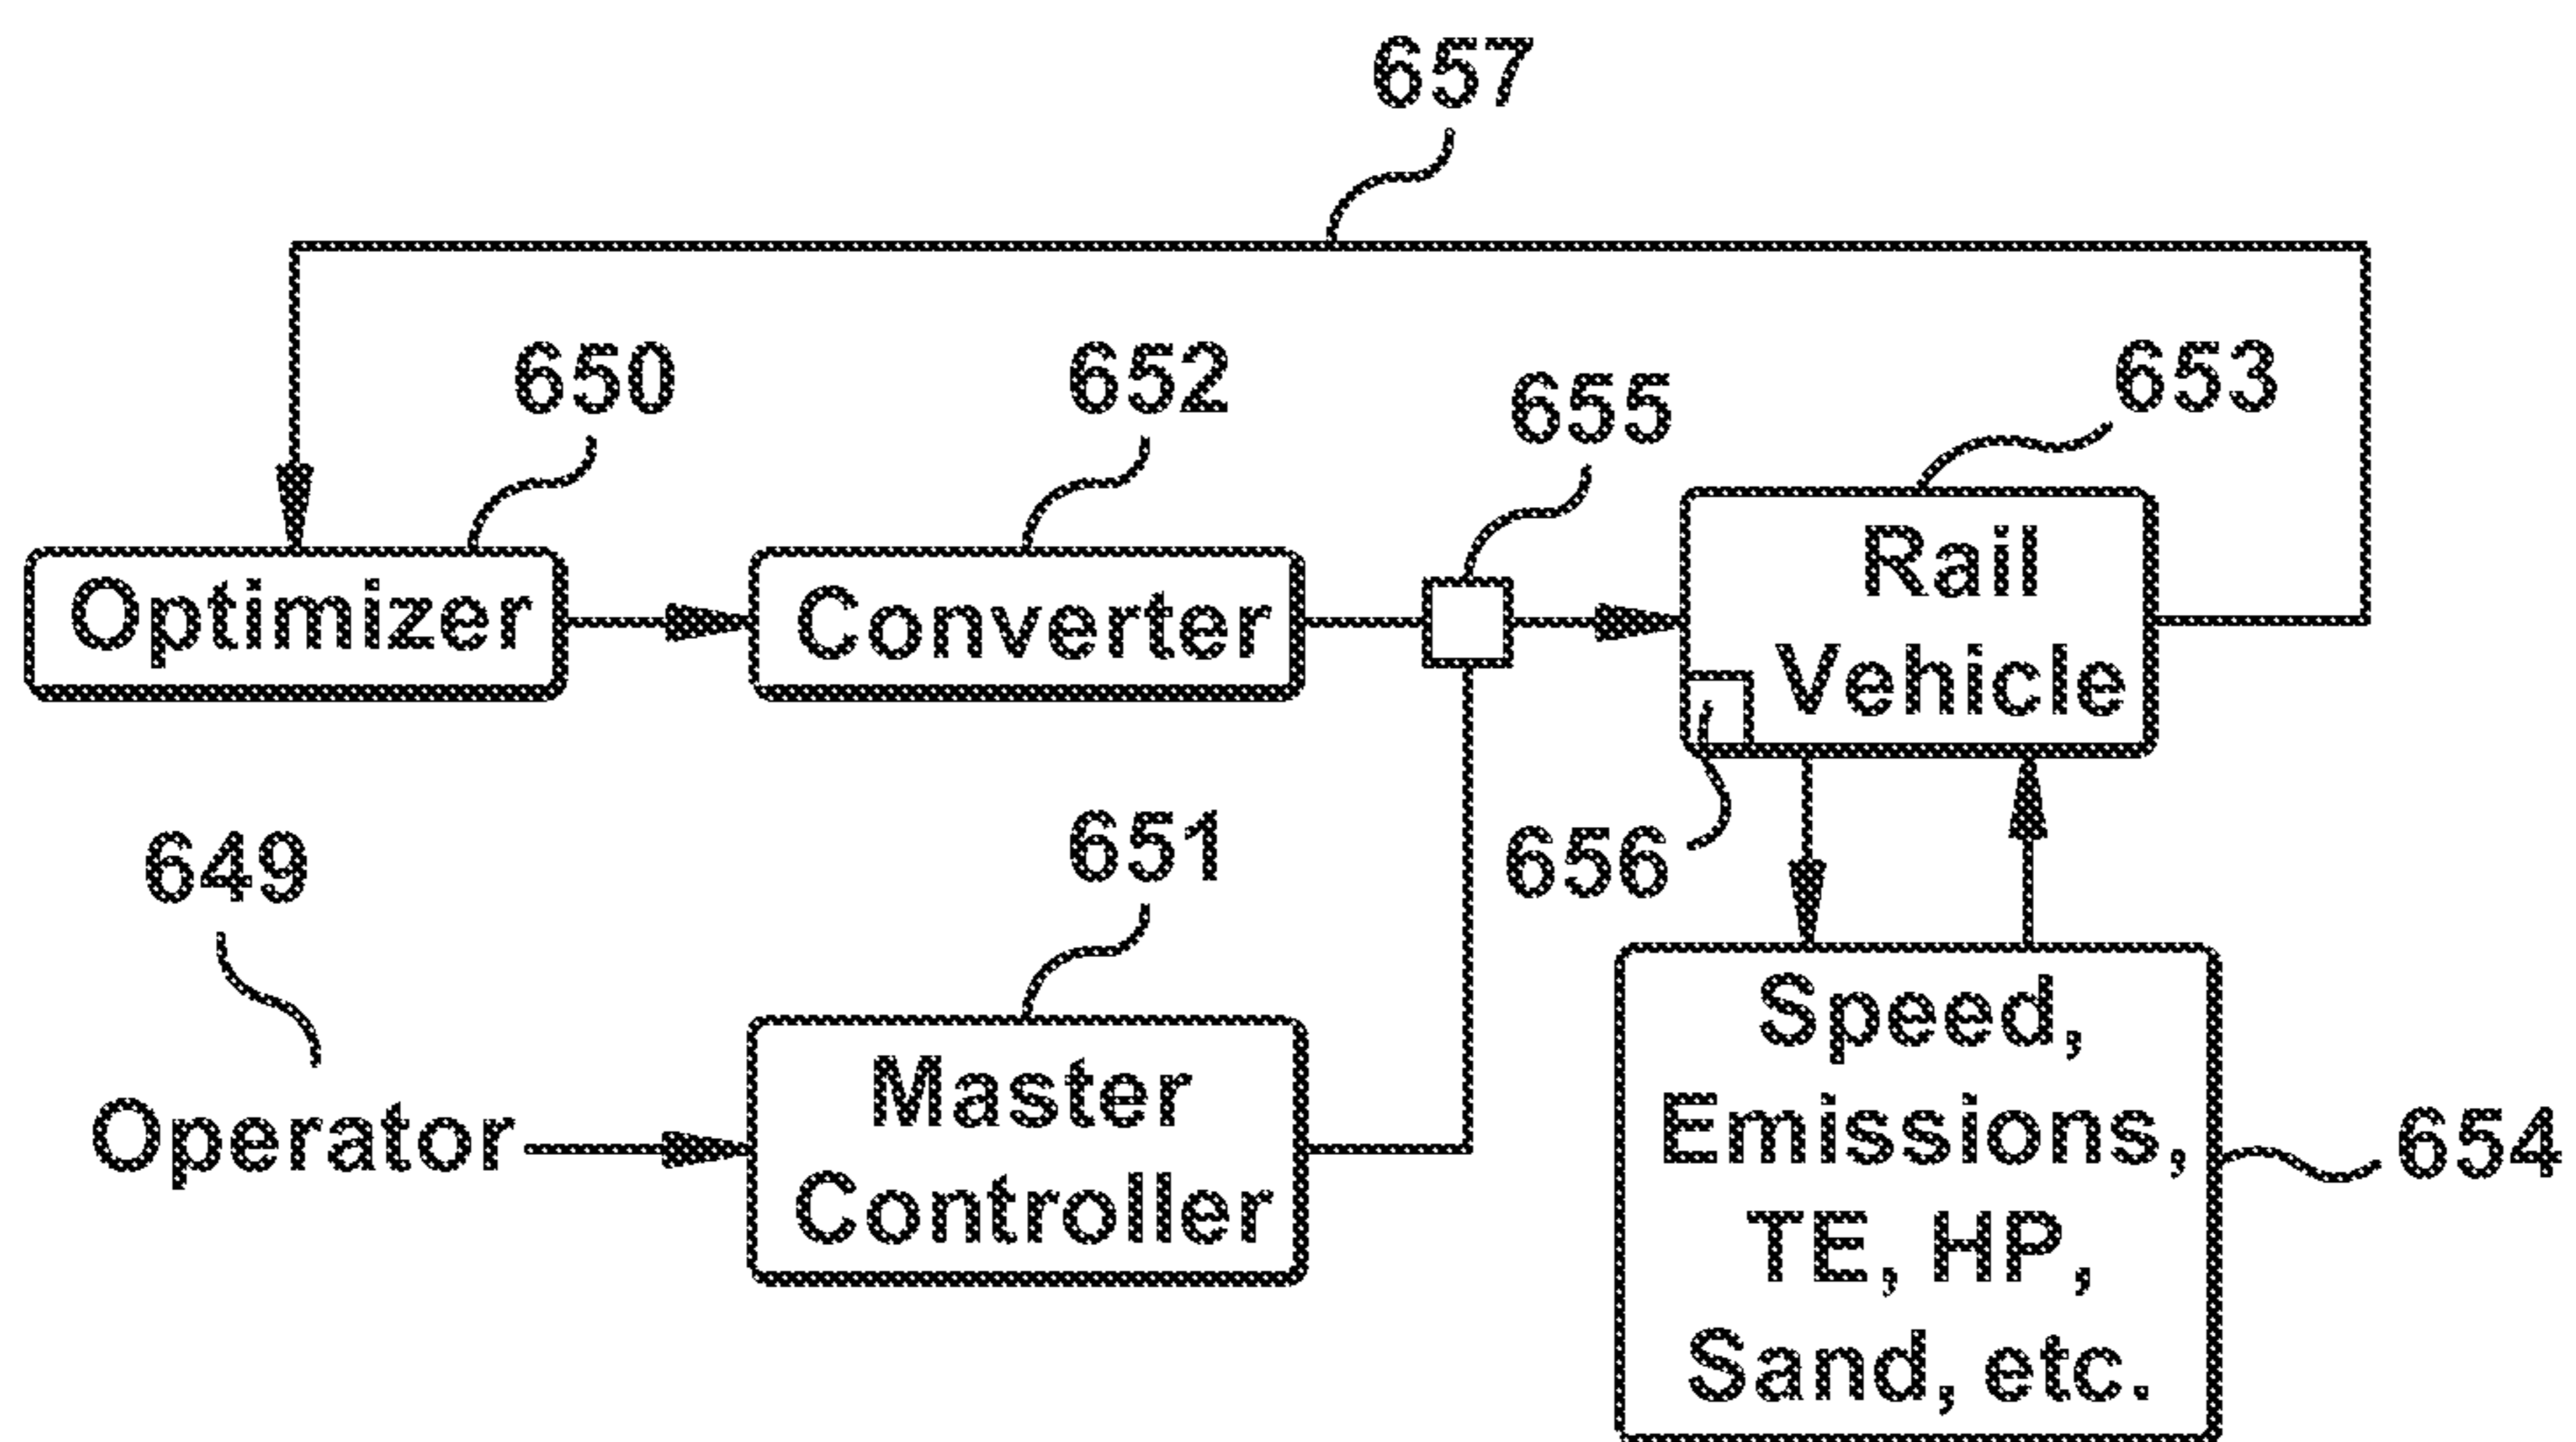 657
650
652
655
653
Optimizer
Converter
Rail
Vehicle
649
651
656
Operator
Master
Controller
Speed,
Emissions,
TE, HP,
Sand, etc.
654